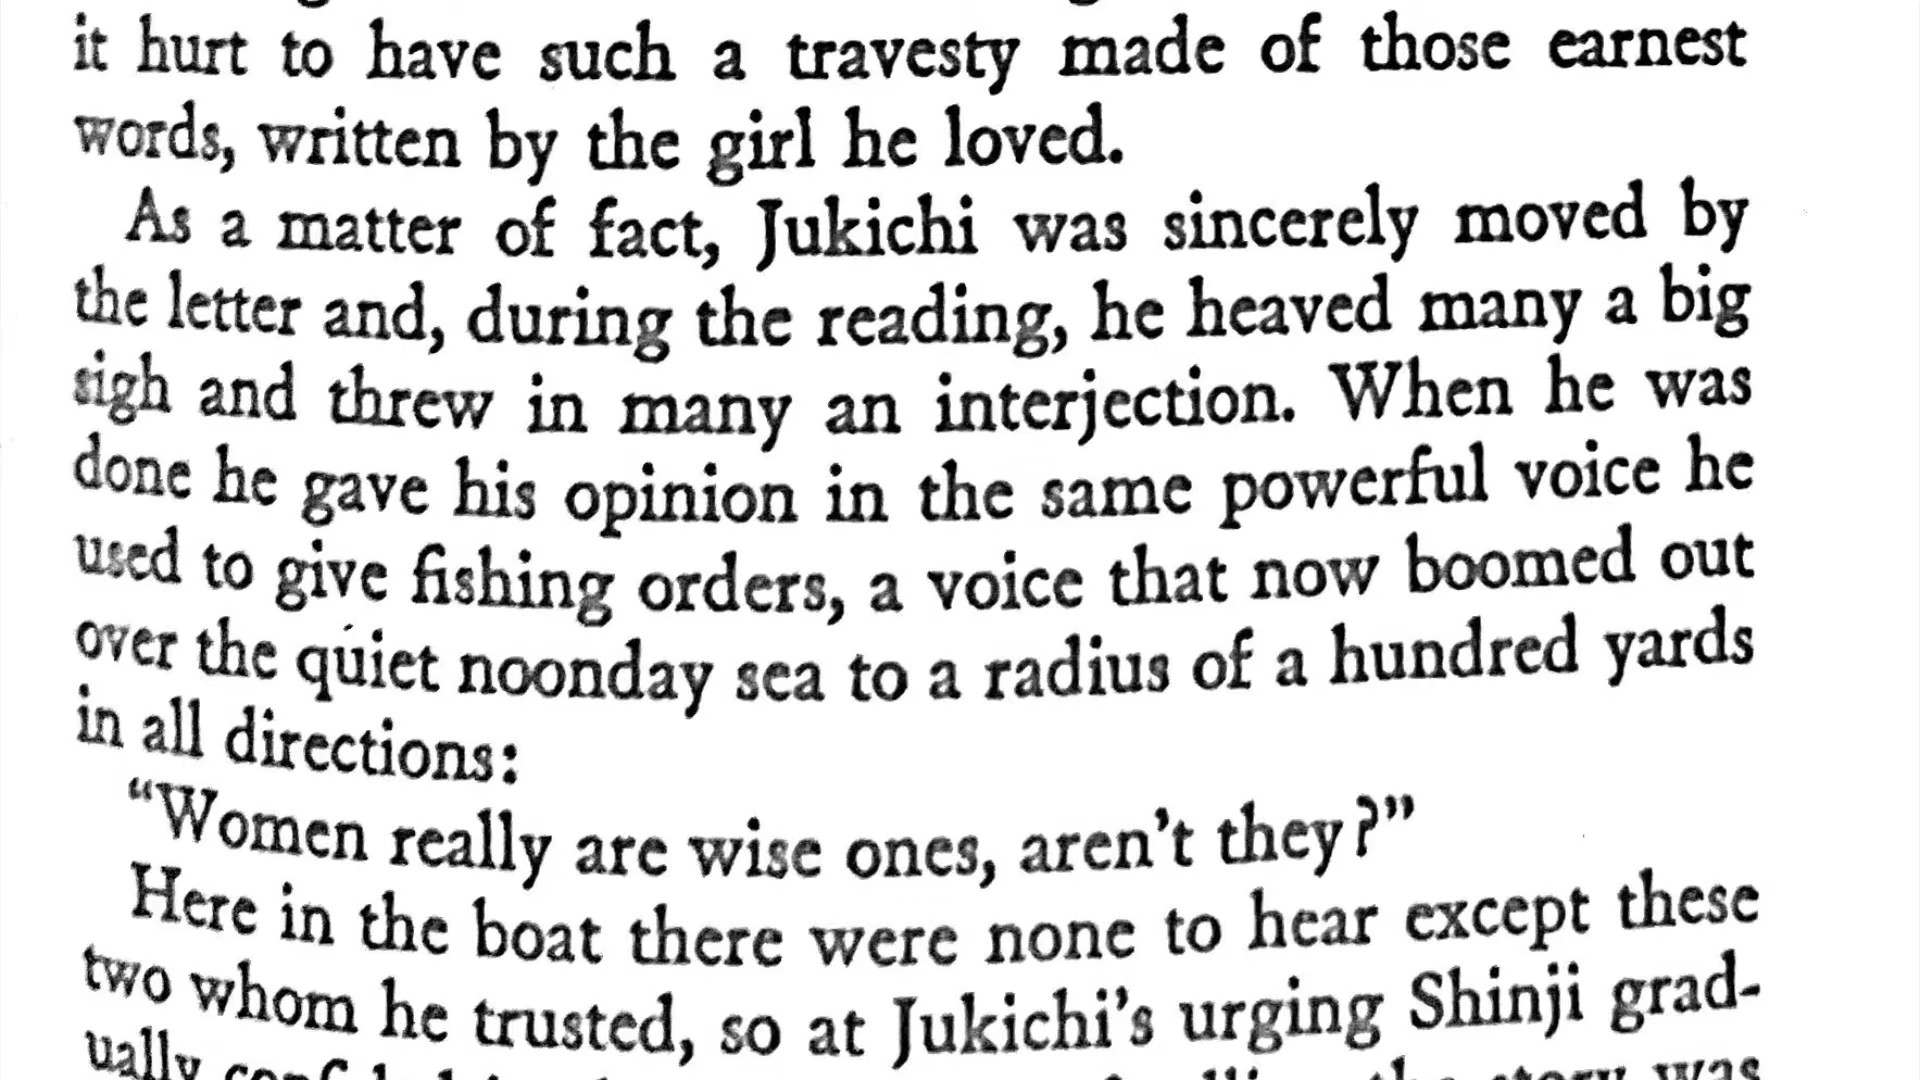 it hurt to have such a travesty made of those earnest
words, written by the girl he loved.
As a matter of fact, Jukichi was sincerely moved by
the letter and, during the reading, he heaved many a big
sigh and threw in many an interjection. When he was
done he gave his opinion in the same powerful voice he
used to give fishing orders, a voice that now boomed out
over the quiet noonday sea to a radius of a hundred yards
in all directions:
“Women really are wise ones, aren’t they?”
Here in the boat there were none to hear except these
two whom he trusted, so at Jukichi’s urging Shinji grad-
ually the story was